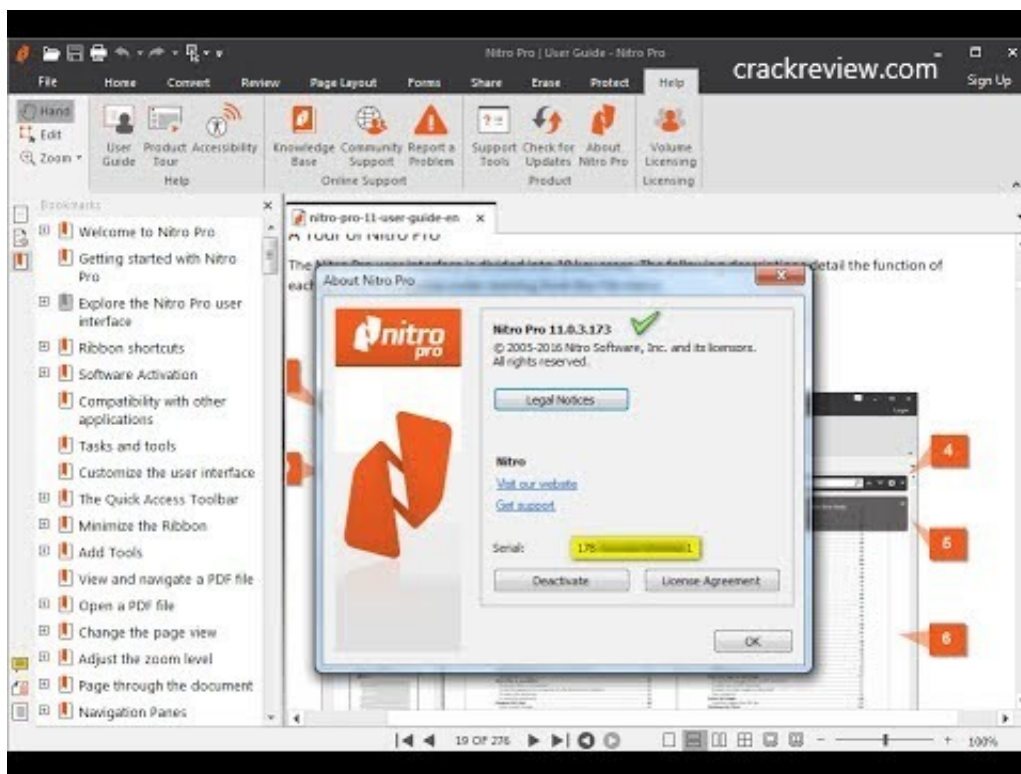 Nitro Pro | User Guide - Nitro Pro
crackreview.com
File Home Convert Review Page Layout Forms Share Erase Protect Help
Sign Up
Hand
Edit
Zoom
User Guide
Product Tour
Accessibility
Help
Knowledge Base
Community Support
Report a Problem
Online Support
Support Tools
Check for Updates
About Nitro Pro
Product
Volume Licensing
Licensing
Bookmarks
Welcome to Nitro Pro
Getting started with Nitro
Pro
Explore the Nitro Pro user
interface
Ribbon shortcuts
Software Activation
Compatibility with other
applications
Tasks and tools
Customize the user interface
The Quick Access Toolbar
Minimize the Ribbon
Add Tools
View and navigate a PDF file
Open a PDF file
Change the page view
Adjust the zoom level
Page through the document
Navigation Panes
nitro-pro-11-user-guide-en
A TOUR OF NITRO PRO
The
detail the function of
each
About Nitro Pro
nitro
pro
Nitro Pro 11.0.3.173
© 2005-2016 Nitro Software, Inc. and its licensors.
All rights reserved.
Legal Notices
Nitro
Visit our website
Get support
Serial: 178 1
Deactivate License Agreement
OK
4
5
6
19 OF 276
100%